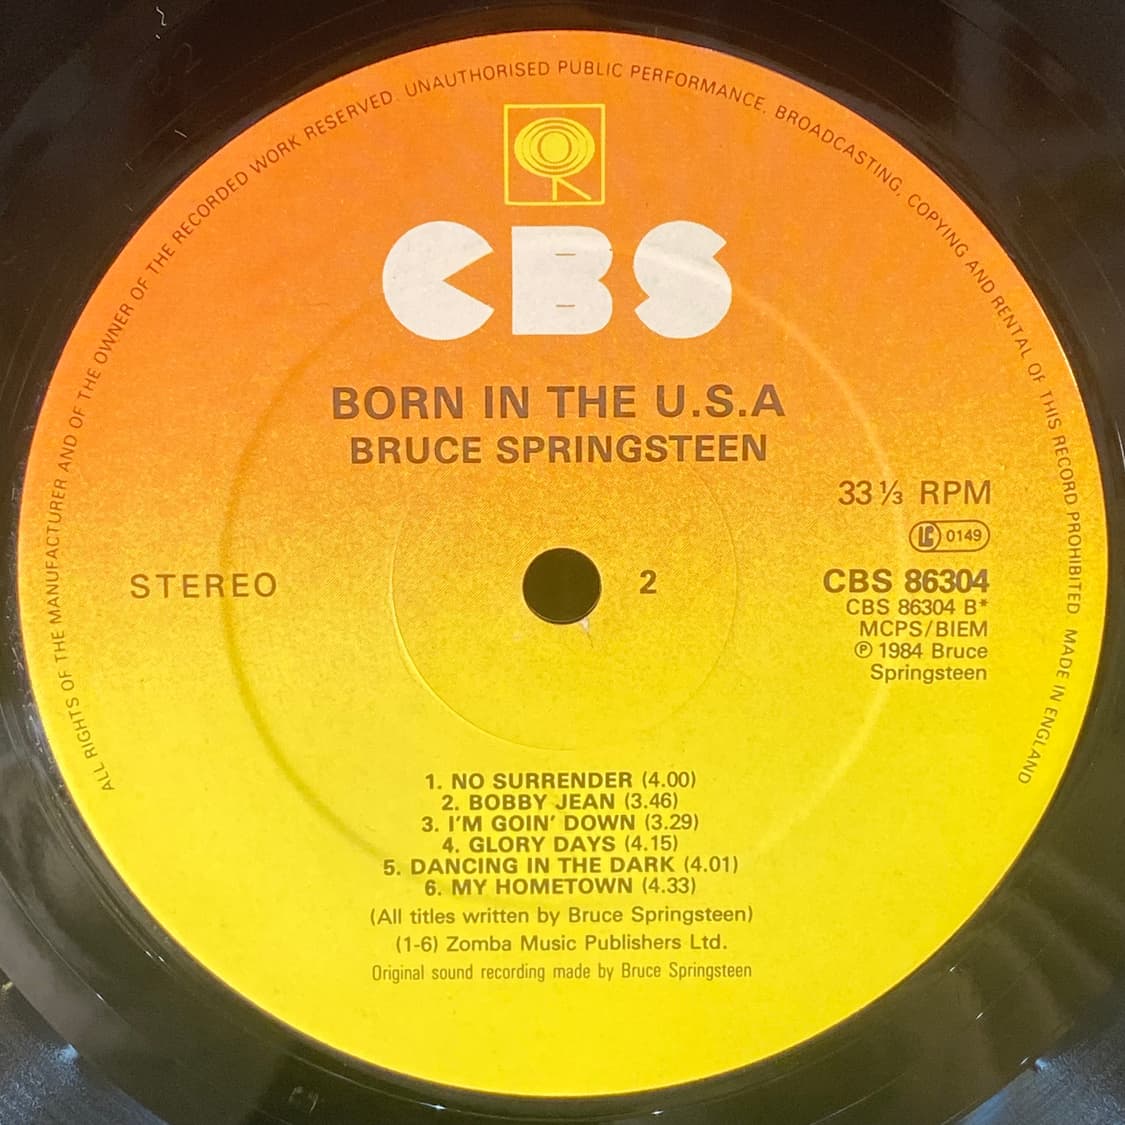 ALL RIGHTS OF THE MANUFACTURER AND OF THE OWNER OF THE RECORDED WORK RESERVED. UNAUTHORISED PUBLIC PERFORMANCE, BROADCASTING, COPYING AND RENTAL OF THIS RECORD PROHIBITED. MADE IN ENGLAND
CBS
BORN IN THE U.S.A
BRUCE SPRINGSTEEN
33 ⅓ RPM
LC 0149
STEREO
2
CBS 86304
CBS 86304 B*
MCPS/BIEM
℗ 1984 Bruce
Springsteen
1. NO SURRENDER (4.00)
2. BOBBY JEAN (3.46)
3. I'M GOIN' DOWN (3.29)
4. GLORY DAYS (4.15)
5. DANCING IN THE DARK (4.01)
6. MY HOMETOWN (4.33)
(All titles written by Bruce Springsteen)
(1-6) Zomba Music Publishers Ltd.
Original sound recording made by Bruce Springsteen